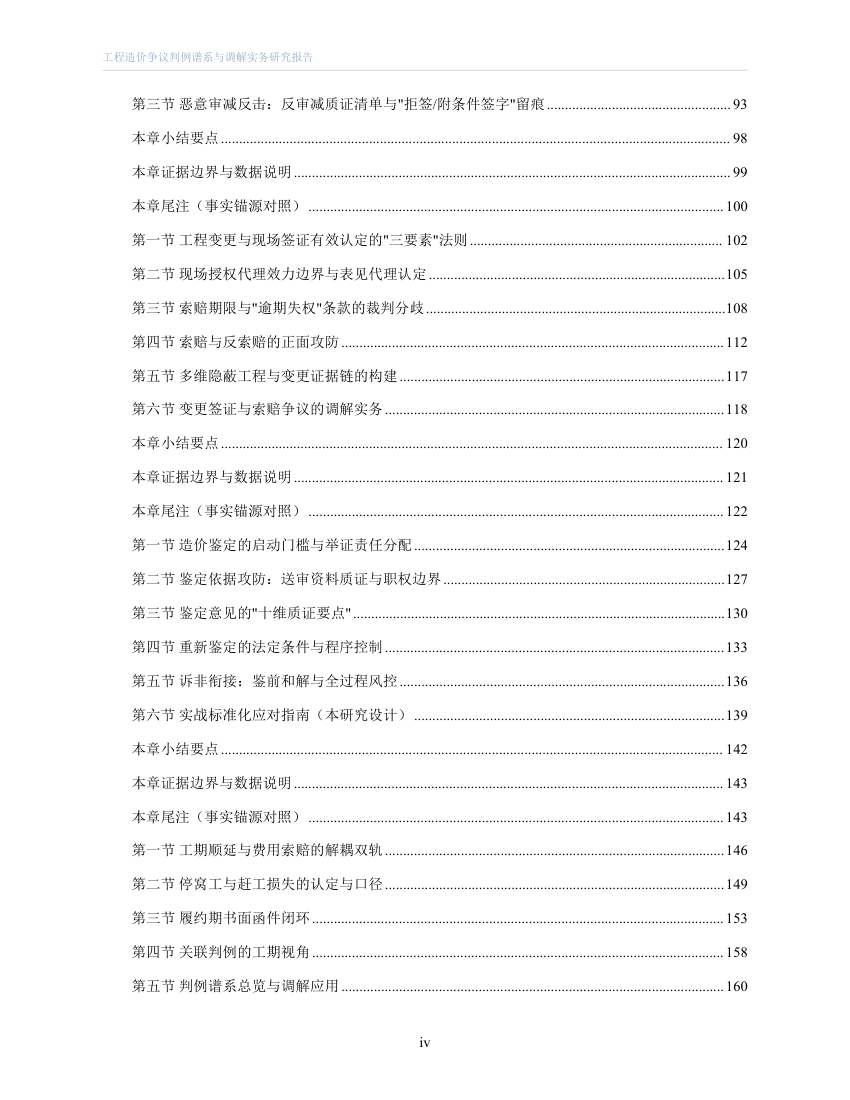 工程造价争议判例谱系与调解实务研究报告
第三节 恶意审减反击：反审减质证清单与"拒签/附条件签字"留痕 ................................................... 93
本章小结要点 ............................................................................................................................................. 98
本章证据边界与数据说明 ......................................................................................................................... 99
本章尾注（事实锚源对照） ................................................................................................................... 100
第一节 工程变更与现场签证有效认定的"三要素"法则 ...................................................................... 102
第二节 现场授权代理效力边界与表见代理认定 ..................................................................................105
第三节 索赔期限与"逾期失权"条款的裁判分歧 ...................................................................................108
第四节 索赔与反索赔的正面攻防 .......................................................................................................... 112
第五节 多维隐蔽工程与变更证据链的构建 ..........................................................................................117
第六节 变更签证与索赔争议的调解实务 ..............................................................................................118
本章小结要点 ........................................................................................................................................... 120
本章证据边界与数据说明 ....................................................................................................................... 121
本章尾注（事实锚源对照） ................................................................................................................... 122
第一节 造价鉴定的启动门槛与举证责任分配 ......................................................................................124
第二节 鉴定依据攻防：送审资料质证与职权边界 ..............................................................................127
第三节 鉴定意见的"十维质证要点" .......................................................................................................130
第四节 重新鉴定的法定条件与程序控制 ..............................................................................................133
第五节 诉非衔接：鉴前和解与全过程风控 ..........................................................................................136
第六节 实战标准化应对指南（本研究设计） ......................................................................................139
本章小结要点 ........................................................................................................................................... 142
本章证据边界与数据说明 ....................................................................................................................... 143
本章尾注（事实锚源对照） ................................................................................................................... 143
第一节 工期顺延与费用索赔的解耦双轨 ..............................................................................................146
第二节 停窝工与赶工损失的认定与口径 ..............................................................................................149
第三节 履约期书面函件闭环 .................................................................................................................. 153
第四节 关联判例的工期视角 .................................................................................................................. 158
第五节 判例谱系总览与调解应用 .......................................................................................................... 160
iv